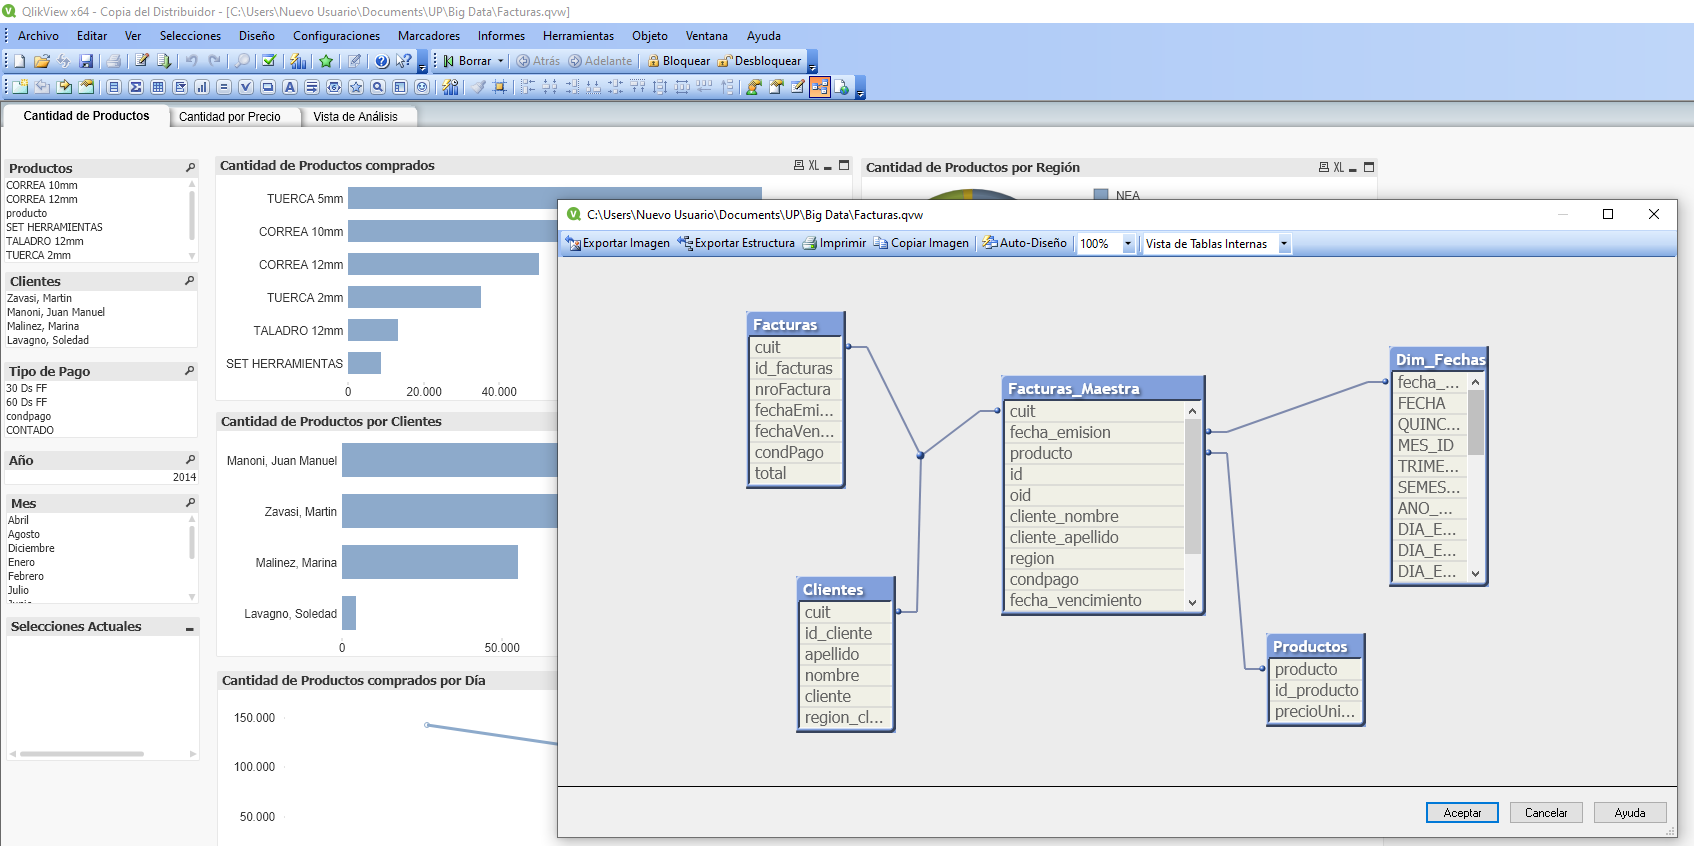 QlikView x64 - Copia del Distribuidor - [C:\Users\Nuevo Usuario\Documents\UP\Big Data\Facturas.qvw]
Archivo Editar Ver Selecciones Diseño Configuraciones Marcadores Informes Herramientas Objeto Ventana Ayuda
Borrar Atrás Adelante Bloquear Desbloquear
Cantidad de Productos Cantidad por Precio Vista de Análisis
Productos
CORREA 10mm
CORREA 12mm
producto
SET HERRAMIENTAS
TALADRO 12mm
TUERCA 2mm
Clientes
Zavasi, Martin
Manoni, Juan Manuel
Malinez, Marina
Lavagno, Soledad
Tipo de Pago
30 Ds FF
60 Ds FF
condpago
CONTADO
Año
2014
Mes
Abril
Agosto
Diciembre
Enero
Febrero
Julio
Junio
Selecciones Actuales
Cantidad de Productos comprados XL
TUERCA 5mm
CORREA 10mm
CORREA 12mm
TUERCA 2mm
TALADRO 12mm
SET HERRAMIENTAS
0 20.000 40.000
Cantidad de Productos por Clientes
Manoni, Juan Manuel
Zavasi, Martin
Malinez, Marina
Lavagno, Soledad
0 50.000
Cantidad de Productos comprados por Día
150.000
100.000
50.000
Cantidad de Productos por Región XL
NEA
C:\Users\Nuevo Usuario\Documents\UP\Big Data\Facturas.qvw
Exportar Imagen Exportar Estructura Imprimir Copiar Imagen Auto-Diseño 100% Vista de Tablas Internas
Facturas
cuit
id_facturas
nroFactura
fechaEmi...
fechaVen...
condPago
total
Clientes
cuit
id_cliente
apellido
nombre
cliente
region_cl...
Facturas_Maestra
cuit
fecha_emision
producto
id
oid
cliente_nombre
cliente_apellido
region
condpago
fecha_vencimiento
Dim_Fechas
fecha_...
FECHA
QUINC...
MES_ID
TRIME...
SEMES...
ANO_...
DIA_E...
DIA_E...
DIA_E...
Productos
producto
id_producto
precioUni...
Aceptar Cancelar Ayuda